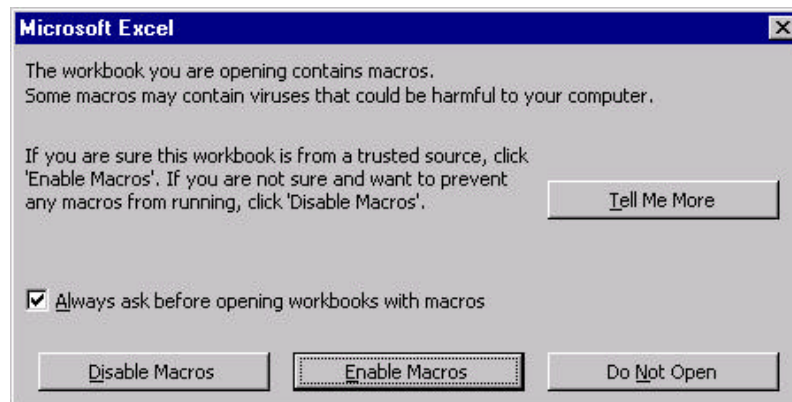 Microsoft Excel
The workbook you are opening contains macros.
Some macros may contain viruses that could be harmful to your computer.
If you are sure this workbook is from a trusted source, click
'Enable Macros'. If you are not sure and want to prevent
any macros from running, click 'Disable Macros'.
Tell Me More
Always ask before opening workbooks with macros
Disable Macros
Enable Macros
Do Not Open